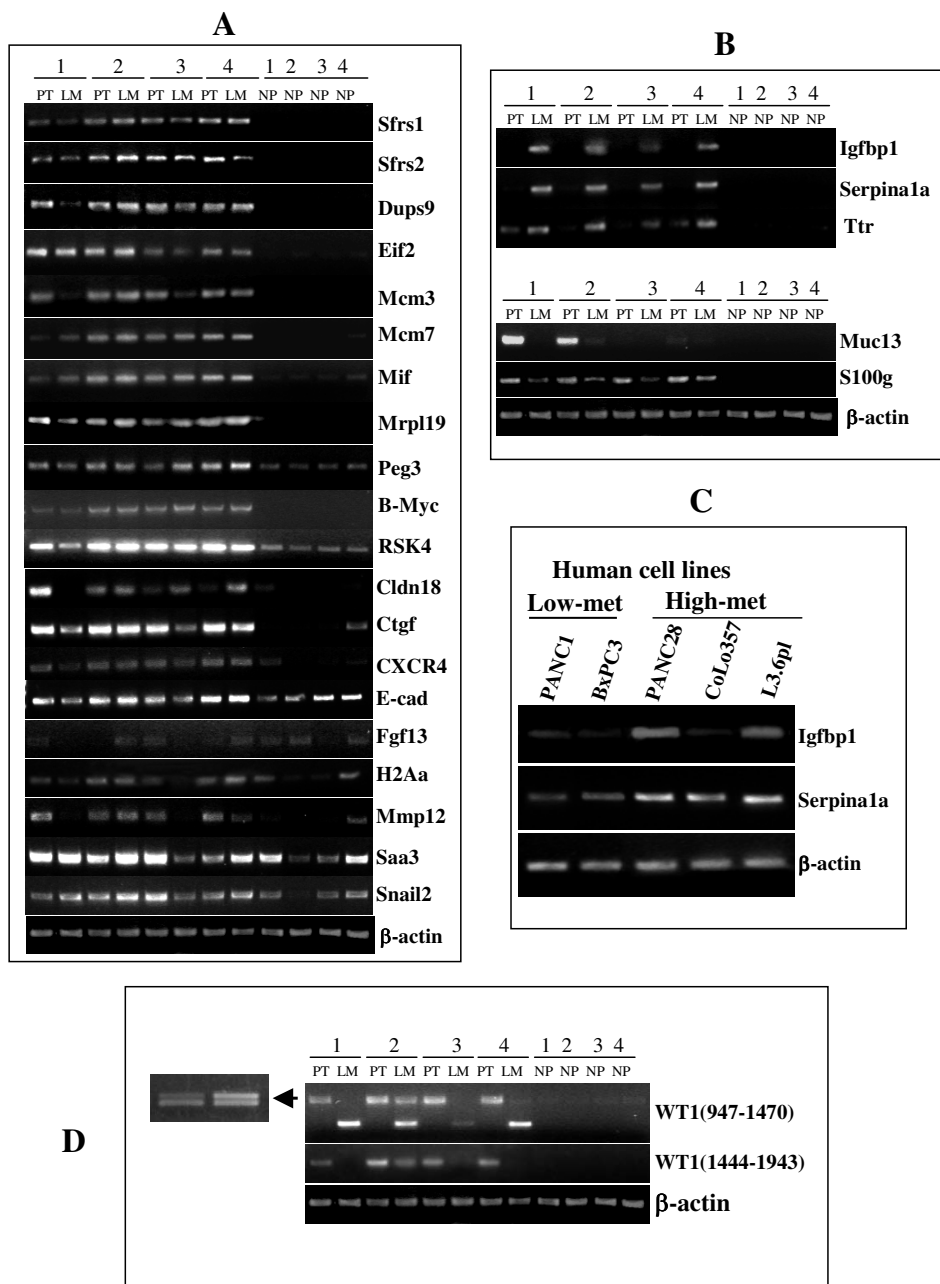 A
1 2 3 4 1 2 3 4
PT LM PT LM PT LM PT LM NP NP NP NP
Sfrs1
Sfrs2
Dups9
Eif2
Mcm3
Mcm7
Mif
Mrpl19
Peg3
B-Myc
RSK4
Cldn18
Ctgf
CXCR4
E-cad
Fgf13
H2Aa
Mmp12
Saa3
Snail2
β-actin
B
1 2 3 4 1 2 3 4
PT LM PT LM PT LM PT LM NP NP NP NP
Igfbp1
Serpina1a
Ttr
1 2 3 4 1 2 3 4
PT LM PT LM PT LM PT LM NP NP NP NP
Muc13
S100g
β-actin
C
Human cell lines
Low-met High-met
PANC1 BxPC3 PANC28 CoLo357 L3.6pl
Igfbp1
Serpina1a
β-actin
D
1 2 3 4 1 2 3 4
PT LM PT LM PT LM PT LM NP NP NP NP
WT1(947-1470)
WT1(1444-1943)
β-actin